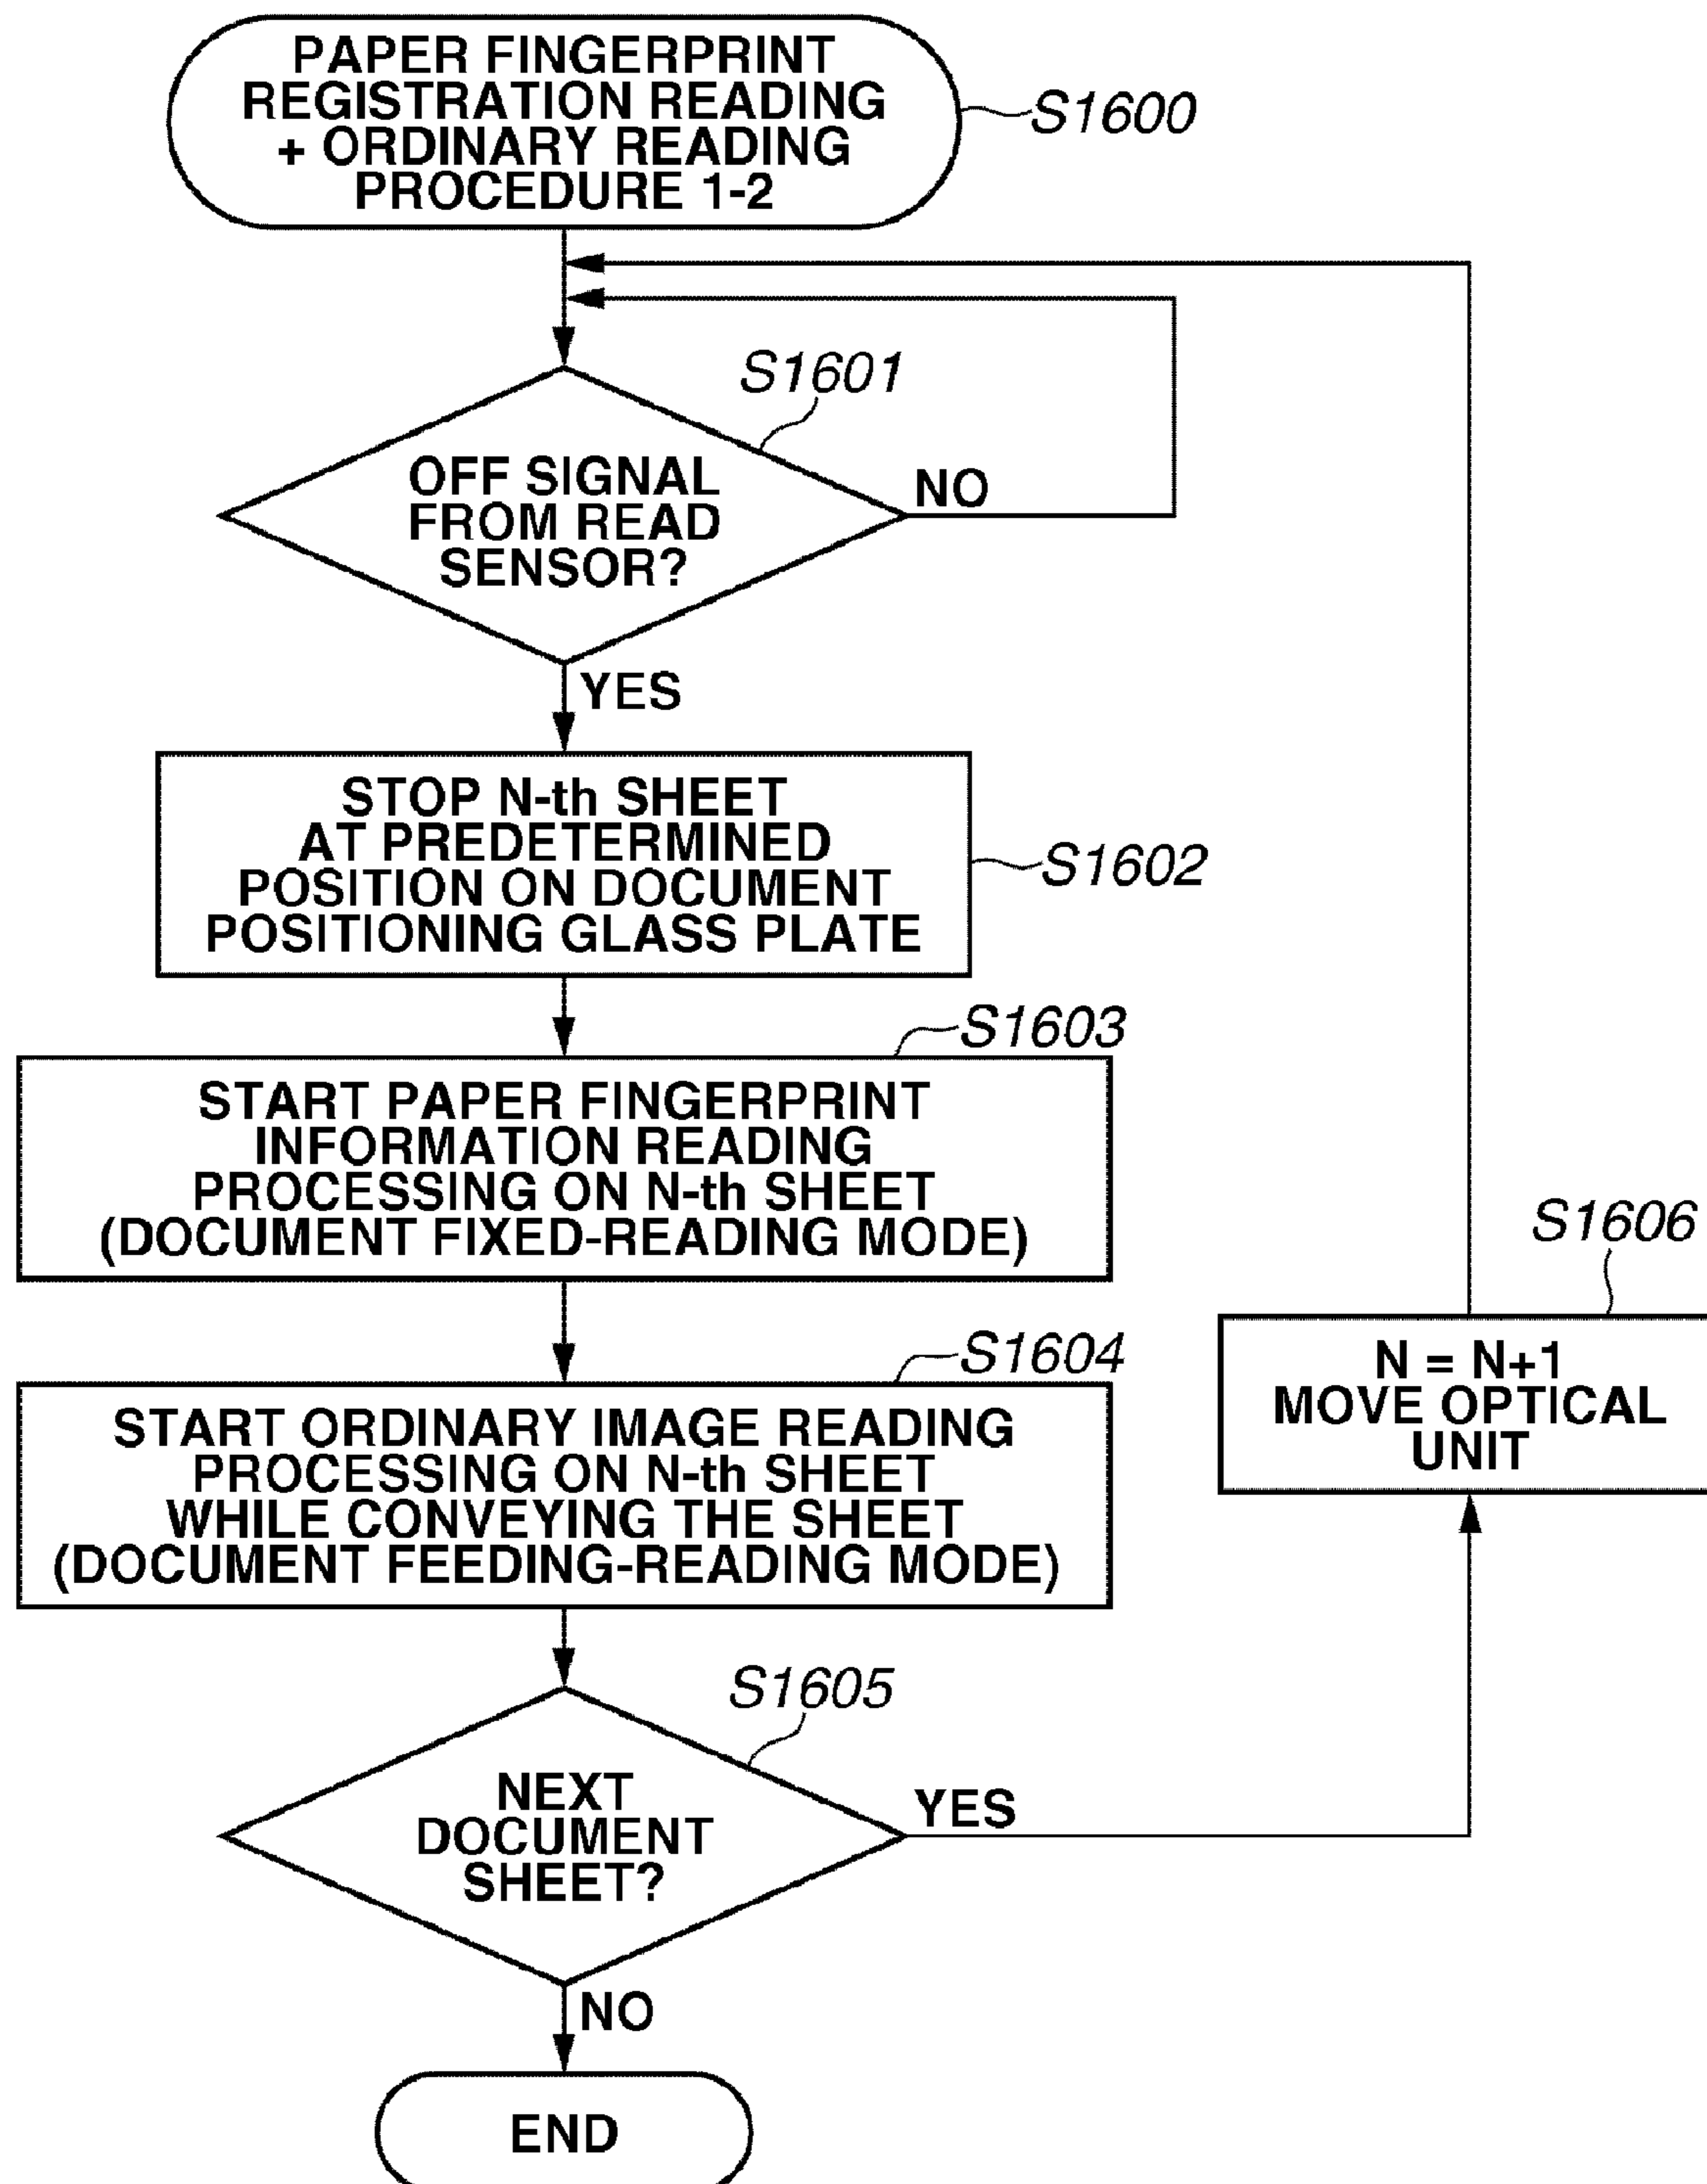 PAPER FINGERPRINT
REGISTRATION READING
+ ORDINARY READING
PROCEDURE 1-2
S1600
S1601
OFF SIGNAL
FROM READ
SENSOR?
NO
YES
STOP N-th SHEET
AT PREDETERMINED
POSITION ON DOCUMENT
POSITIONING GLASS PLATE
S1602
S1603
START PAPER FINGERPRINT
INFORMATION READING
PROCESSING ON N-th SHEET
(DOCUMENT FIXED-READING MODE)
S1604
START ORDINARY IMAGE READING
PROCESSING ON N-th SHEET
WHILE CONVEYING THE SHEET
(DOCUMENT FEEDING-READING MODE)
S1606
N = N+1
MOVE OPTICAL
UNIT
S1605
NEXT
DOCUMENT
SHEET?
YES
NO
END